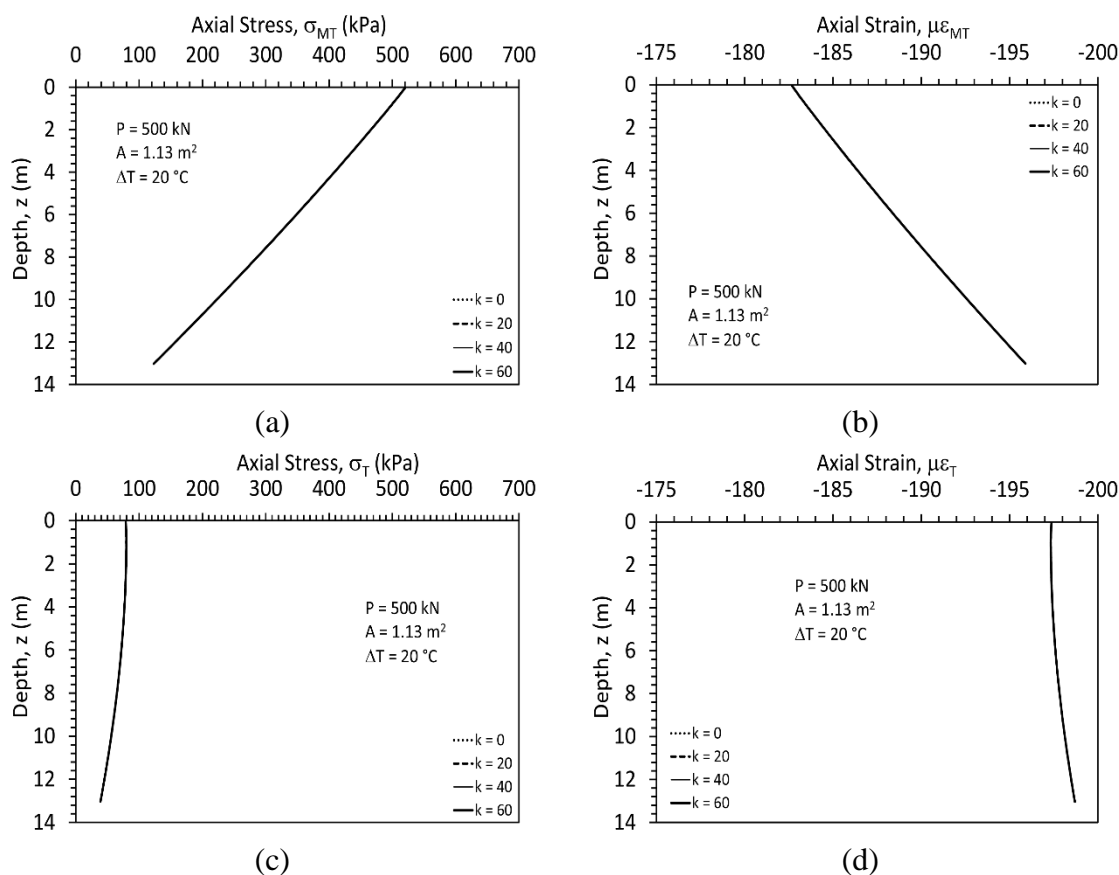 Axial Stress, σMT (kPa)
0 100 200 300 400 500 600 700
0
2
4
6
8
10
12
14
Depth, z (m)
P = 500 kN
A = 1.13 m²
ΔT = 20 °C
k = 0
k = 20
k = 40
k = 60
(a)
Axial Strain, µεMT
-175 -180 -185 -190 -195 -200
0
2
4
6
8
10
12
14
Depth, z (m)
k = 0
k = 20
k = 40
k = 60
P = 500 kN
A = 1.13 m²
ΔT = 20 °C
(b)
Axial Stress, σT (kPa)
0 100 200 300 400 500 600 700
0
2
4
6
8
10
12
14
Depth, z (m)
P = 500 kN
A = 1.13 m²
ΔT = 20 °C
k = 0
k = 20
k = 40
k = 60
(c)
Axial Strain, µεT
-175 -180 -185 -190 -195 -200
0
2
4
6
8
10
12
14
Depth, z (m)
P = 500 kN
A = 1.13 m²
ΔT = 20 °C
k = 0
k = 20
k = 40
k = 60
(d)